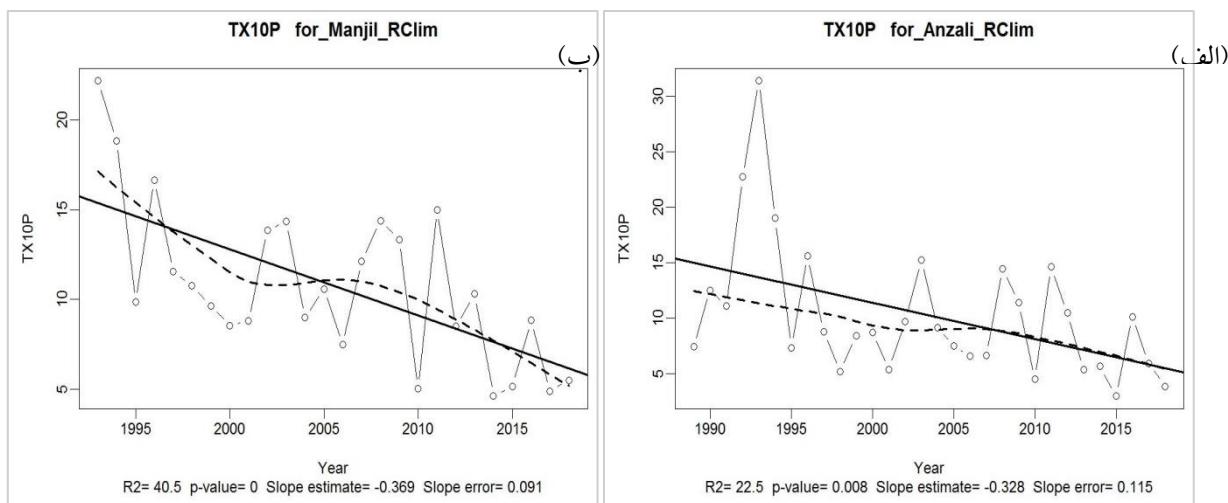 TX10P for_Manjil_RClim
(ب)
TX10P
20
15
10
5
1995 2000 2005 2010 2015
Year
R2= 40.5 p-value= 0 Slope estimate= -0.369 Slope error= 0.091
TX10P for_Anzali_RClim
(الف)
TX10P
30
25
20
15
10
5
1990 1995 2000 2005 2010 2015
Year
R2= 22.5 p-value= 0.008 Slope estimate= -0.328 Slope error= 0.115